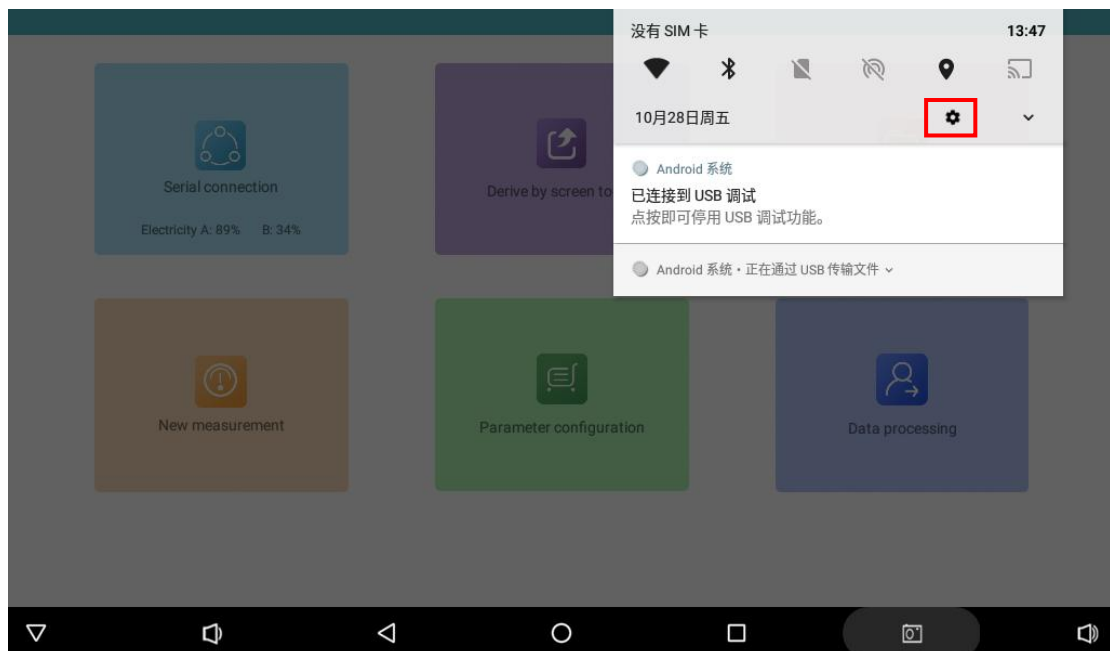 没有 SIM 卡
13:47
10月28日周五
Android 系统
已连接到 USB 调试
点按即可停用 USB 调试功能。
Android 系统 • 正在通过 USB 传输文件
Serial connection
Electricity A: 89% B: 34%
Derive by screen to
New measurement
Parameter configuration
Data processing